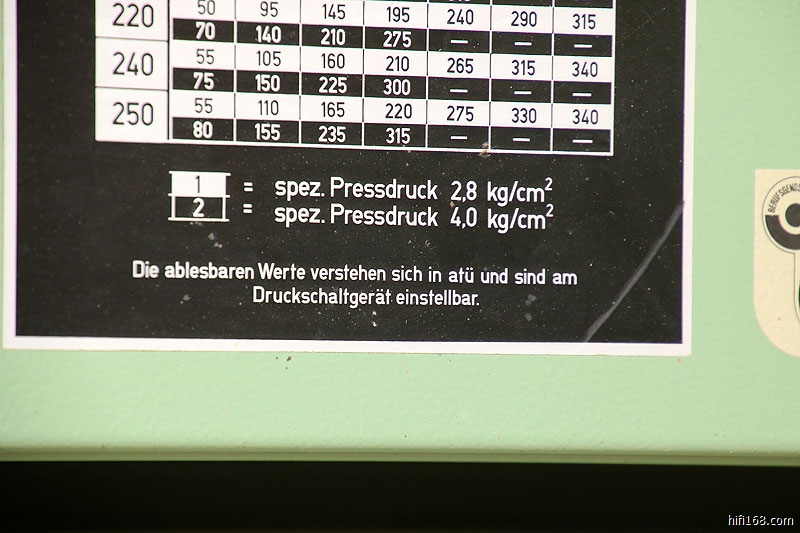 220 50 95 145 195 240 290 315
70 140 210 275 — — —
240 55 105 160 210 265 315 340
75 150 225 300 — — —
250 55 110 165 220 275 330 340
80 155 235 315 — — —
1 = spez. Pressdruck 2,8 kg/cm²
2 = spez. Pressdruck 4,0 kg/cm²
Die ablesbaren Werte verstehen sich in atü und sind am
Druckschaltgerät einstellbar.
hifi168.com